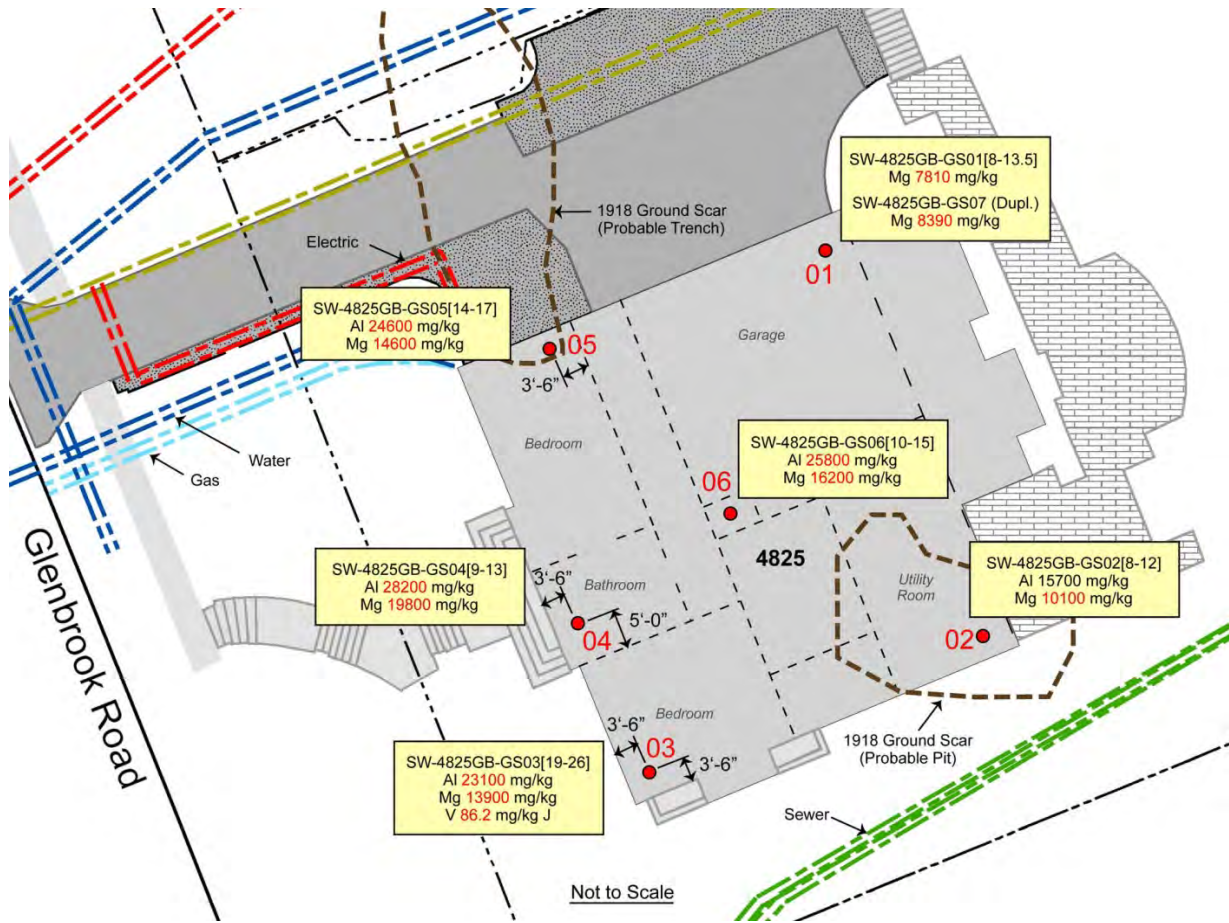 SW-4825GB-GS01[8-13.5]
Mg 7810 mg/kg
SW-4825GB-GS07 (Dupl.)
Mg 8390 mg/kg
1918 Ground Scar
(Probable Trench)
Electric
01
SW-4825GB-GS05[14-17]
Al 24600 mg/kg
Mg 14600 mg/kg
Garage
05
3'-6"
Bedroom
SW-4825GB-GS06[10-15]
Al 25800 mg/kg
Mg 16200 mg/kg
Water
Gas
06
Glenbrook Road
4825
SW-4825GB-GS04[9-13]
Al 28200 mg/kg
Mg 19800 mg/kg
3'-6"
Bathroom
5'-0"
04
Utility
Room
SW-4825GB-GS02[8-12]
Al 15700 mg/kg
Mg 10100 mg/kg
02
Bedroom
3'-6"
03
3'-6"
1918 Ground Scar
(Probable Pit)
SW-4825GB-GS03[19-26]
Al 23100 mg/kg
Mg 13900 mg/kg
V 86.2 mg/kg J
Sewer
Not to Scale